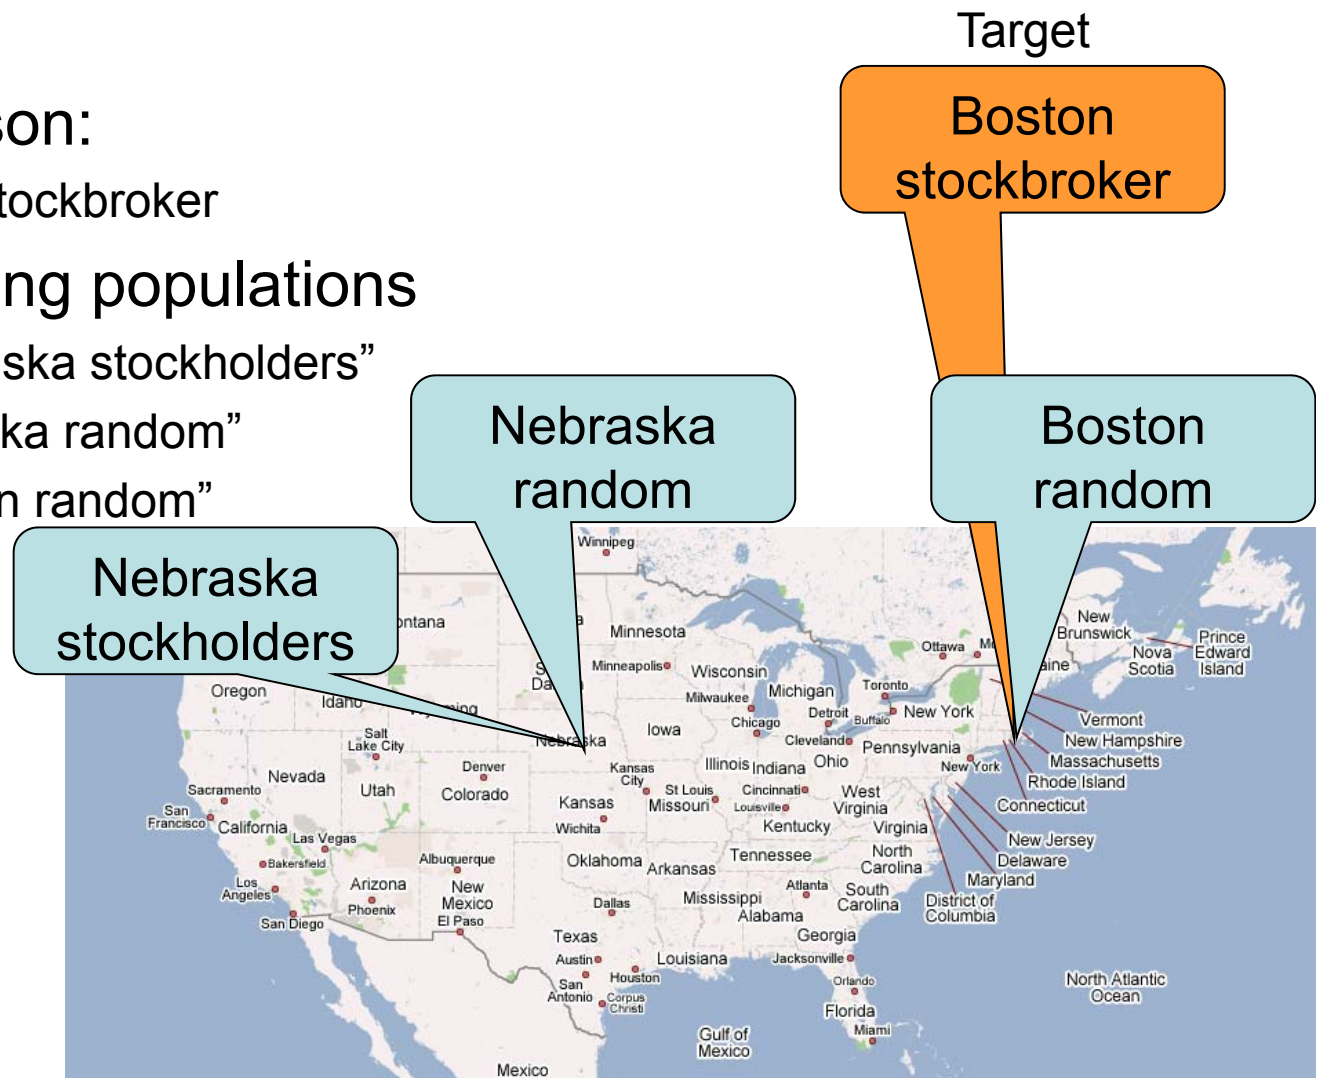 Target
son:
tockbroker
Boston
stockbroker
ng populations
ska stockholders”
ka random”
n random”
Nebraska
random
Boston
random
Nebraska
stockholders
Winnipeg
ontana
Minnesota
Minneapolis
Wisconsin
Ottawa
New
Brunswick
Nova
Scotia
Prince
Edward
Island
Oregon
Idaho
Milwaukee
Michigan
Toronto
aine
Wyoming
Chicago
Detroit
Buffalo
New York
Vermont
Salt
Lake City
Nebraska
Iowa
Cleveland
Pennsylvania
New Hampshire
Massachusetts
Nevada
Utah
Denver
Colorado
Kansas
City
Illinois
Indiana
Ohio
New York
Rhode Island
Sacramento
San
Francisco
California
Las Vegas
Kansas
Wichita
St Louis
Missouri
Cincinnati
Louisville
West
Virginia
Connecticut
Kentucky
Virginia
New Jersey
Bakersfield
Albuquerque
Oklahoma
Arkansas
Tennessee
North
Carolina
Delaware
Maryland
Los
Angeles
Arizona
Phoenix
New
Mexico
El Paso
Dallas
Mississippi
Alabama
Atlanta
South
Carolina
District of
Columbia
San Diego
Texas
Georgia
Austin
Louisiana
Jacksonville
San
Antonio
Houston
Corpus
Christi
Orlando
Florida
Miami
North Atlantic
Ocean
Gulf of
Mexico
Mexico